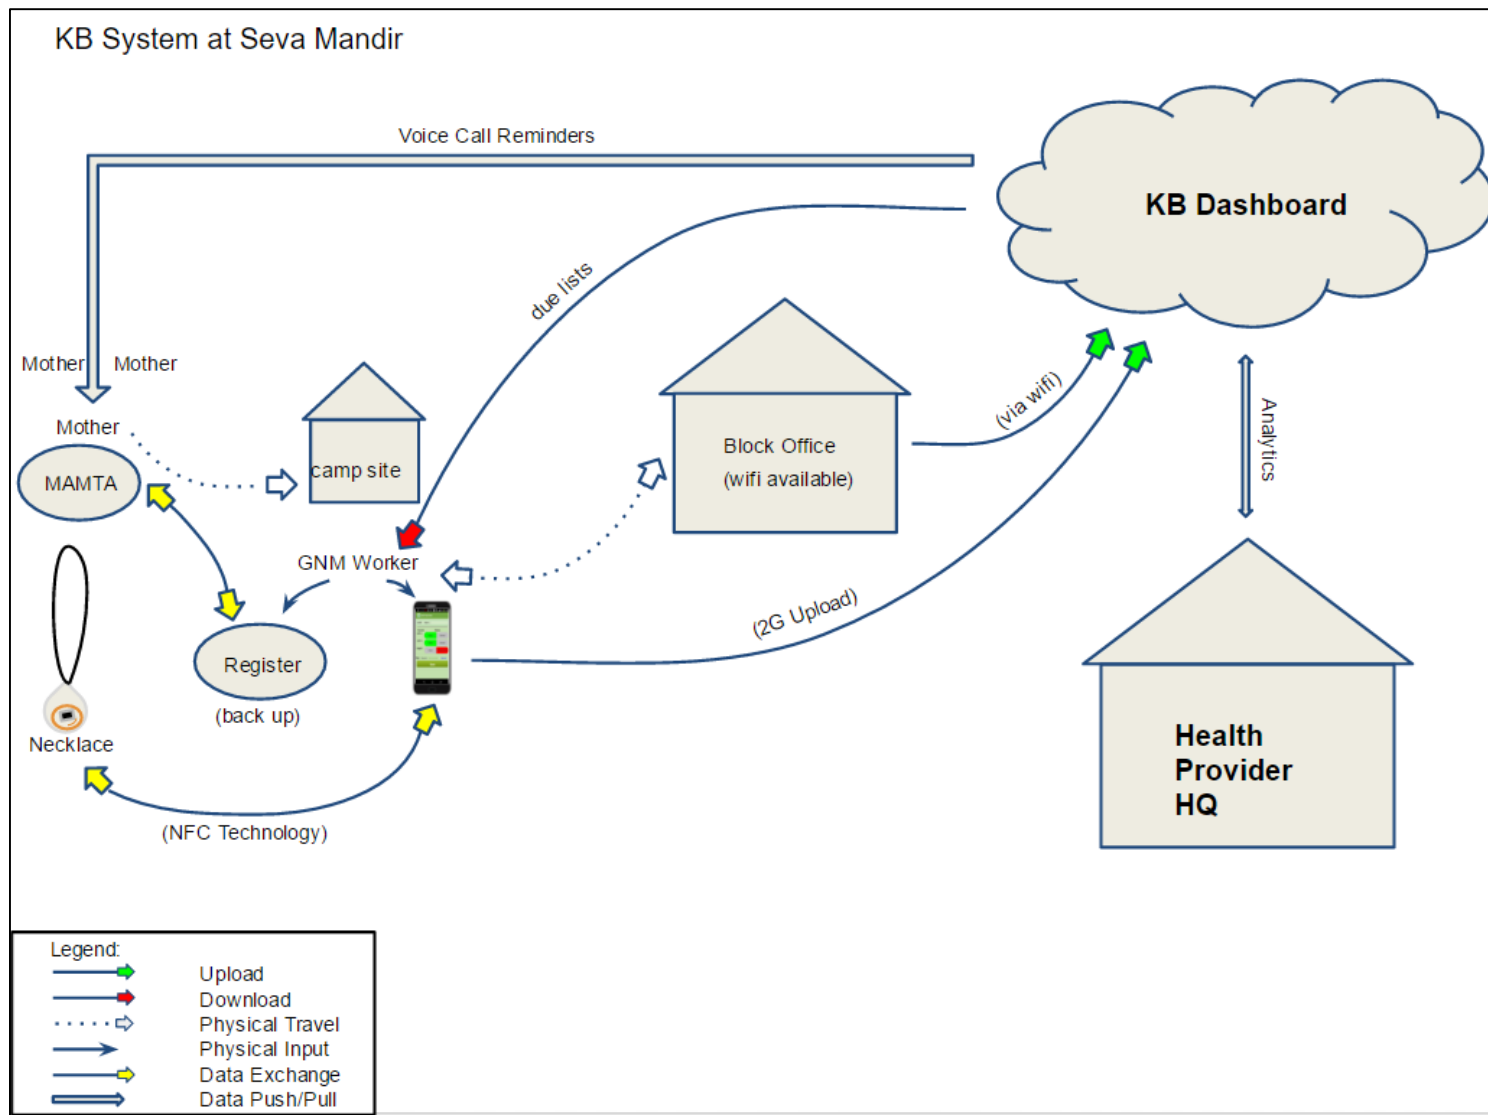 KB System at Seva Mandir
Voice Call Reminders
KB Dashboard
due lists
Mother
Mother
Mother
MAMTA
camp site
Block Office
(wifi available)
(via wifi)
Analytics
GNM Worker
(2G Upload)
Register
(back up)
Necklace
(NFC Technology)
Health
Provider
HQ
Legend:
Upload
Download
Physical Travel
Physical Input
Data Exchange
Data Push/Pull